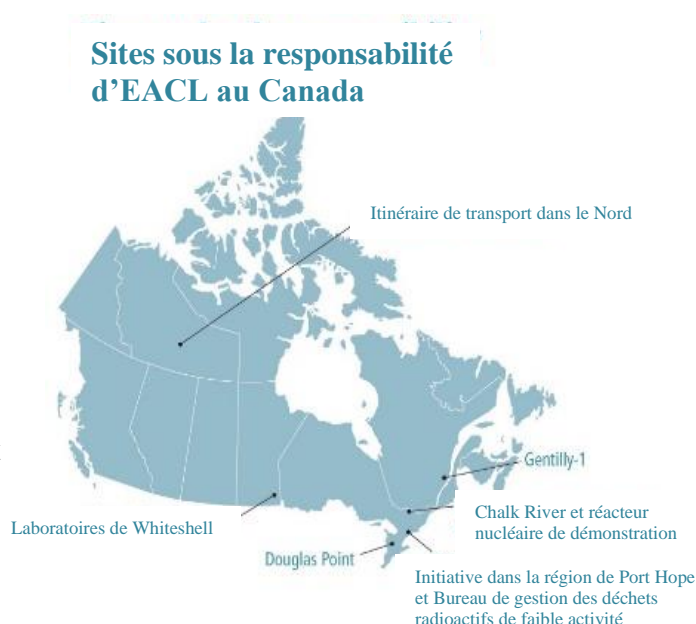 Sites sous la responsabilité
d’EACL au Canada
Itinéraire de transport dans le Nord
Gentilly-1
Chalk River et réacteur
nucléaire de démonstration
Laboratoires de Whiteshell
Douglas Point
Initiative dans la région de Port Hope
et Bureau de gestion des déchets
radioactifs de faible activité